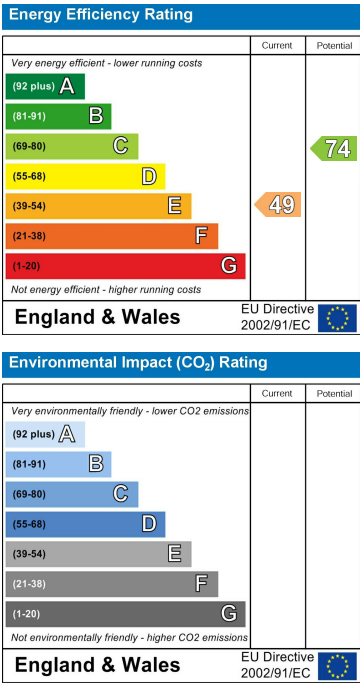 Energy Efficiency Rating
Current Potential
Very energy efficient - lower running costs
(92 plus) A
(81-91) B
(69-80) C
74
(55-68) D
(39-54) E
49
(21-38) F
(1-20) G
Not energy efficient - higher running costs
England & Wales
EU Directive
2002/91/EC
Environmental Impact (CO₂) Rating
Current Potential
Very environmentally friendly - lower CO2 emissions
(92 plus) A
(81-91) B
(69-80) C
(55-68) D
(39-54) E
(21-38) F
(1-20) G
Not environmentally friendly - higher CO2 emissions
England & Wales
EU Directive
2002/91/EC